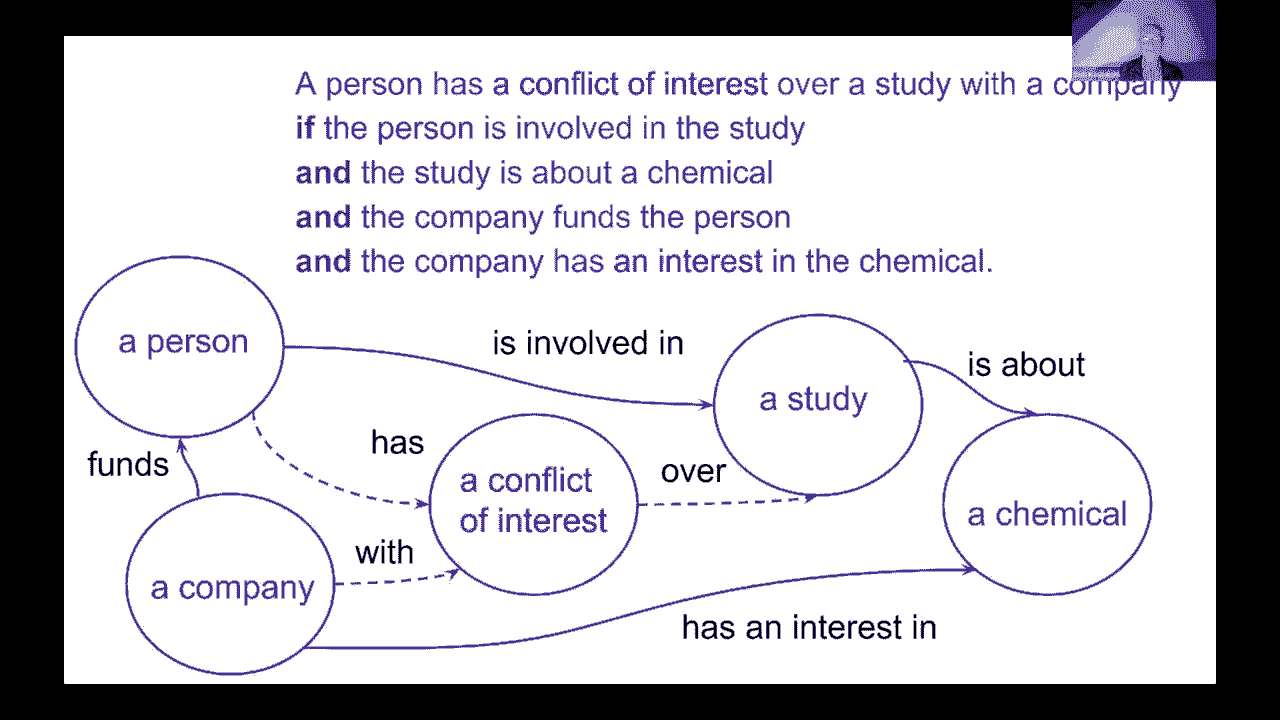 A person has a conflict of interest over a study with a company
if the person is involved in the study
and the study is about a chemical
and the company funds the person
and the company has an interest in the chemical.
a person
is involved in
a study
is about
has
funds
a conflict
of interest
over
a chemical
with
a company
has an interest in